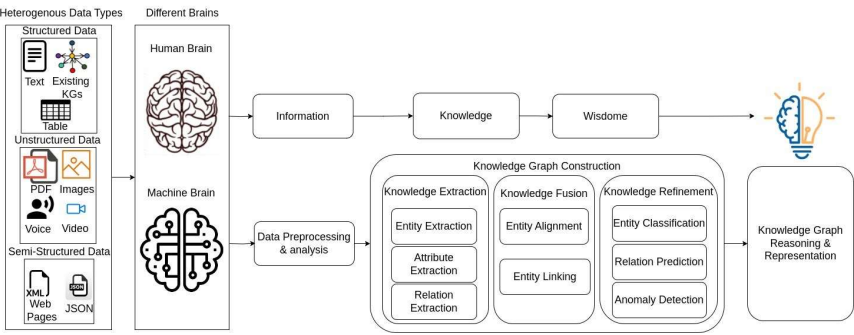 Heterogenous Data Types
Structured Data
Text
Existing
KGs
Table
Unstructured Data
PDF
Images
Voice
Video
Semi-Structured Data
XML
Web
Pages
JSON
JSON
Different Brains
Human Brain
Machine Brain
Information
Knowledge
Wisdome
Data Preprocessing
& analysis
Knowledge Graph Construction
Knowledge Extraction
Entity Extraction
Attribute
Extraction
Relation
Extraction
Knowledge Fusion
Entity Alignment
Entity Linking
Knowledge Refinement
Entity Classification
Relation Prediction
Anomaly Detection
Knowledge Graph
Reasoning &
Representation